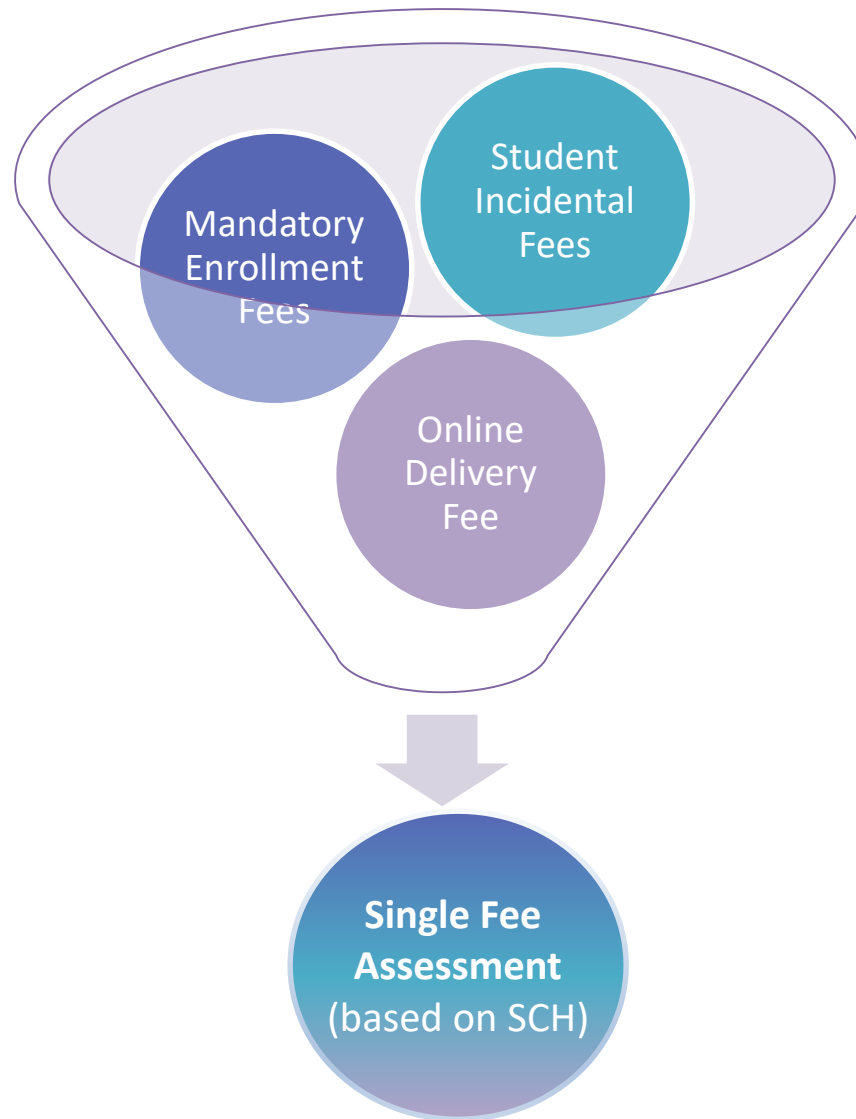 Student
Incidental
Fees
Mandatory
Enrollment
Fees
Online
Delivery
Fee
Single Fee
Assessment
(based on SCH)